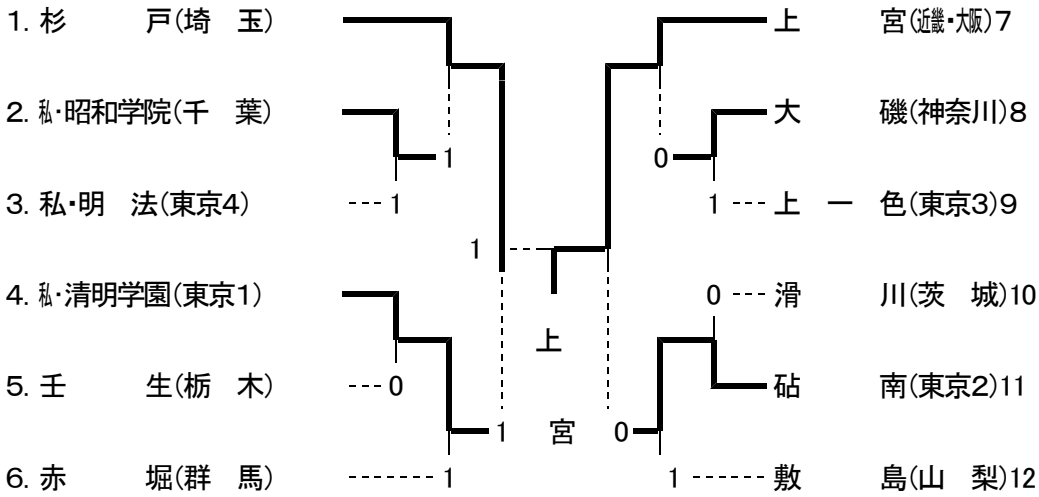 1. 杉　戸(埼　玉)　上　宮(近畿・大阪)7
2. 私・昭和学院(千　葉)　大　磯(神奈川)8
1　0
3. 私・明　法(東京4)　1　1　上　一　色(東京3)9
1
4. 私・清明学園(東京1)　0　滑　川(茨　城)10
上
5. 壬　生(栃　木)　0　砧　南(東京2)11
1　宮　0
6. 赤　堀(群　馬)　1　1　敷　島(山　梨)12